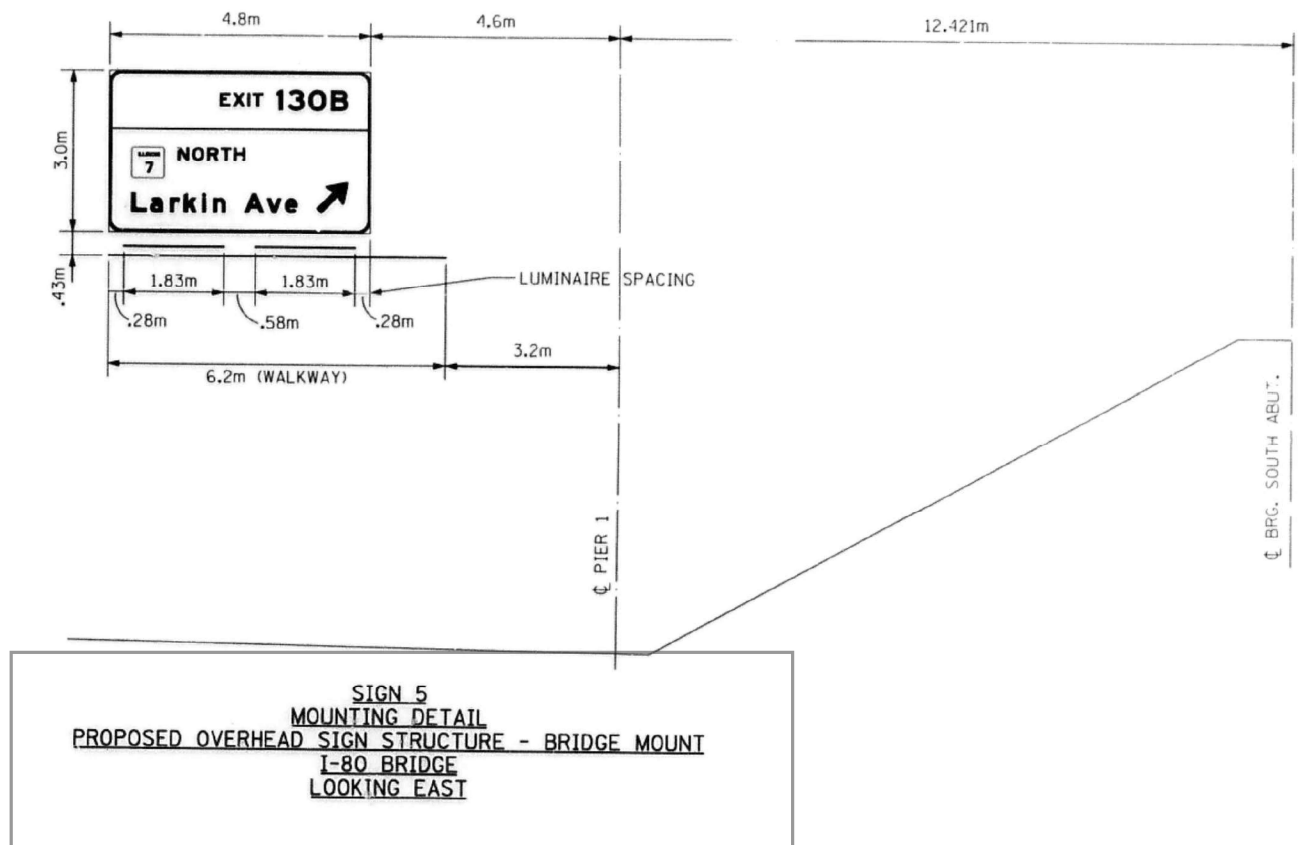 4.8m
4.6m
12.421m
3.0m
EXIT 130B
ILLINOIS
7
NORTH
Larkin Ave
.43m
1.83m
1.83m
LUMINAIRE SPACING
.28m
.58m
.28m
3.2m
6.2m (WALKWAY)
℄ PIER 1
℄ BRG. SOUTH ABUT.
SIGN 5
MOUNTING DETAIL
PROPOSED OVERHEAD SIGN STRUCTURE - BRIDGE MOUNT
I-80 BRIDGE
LOOKING EAST